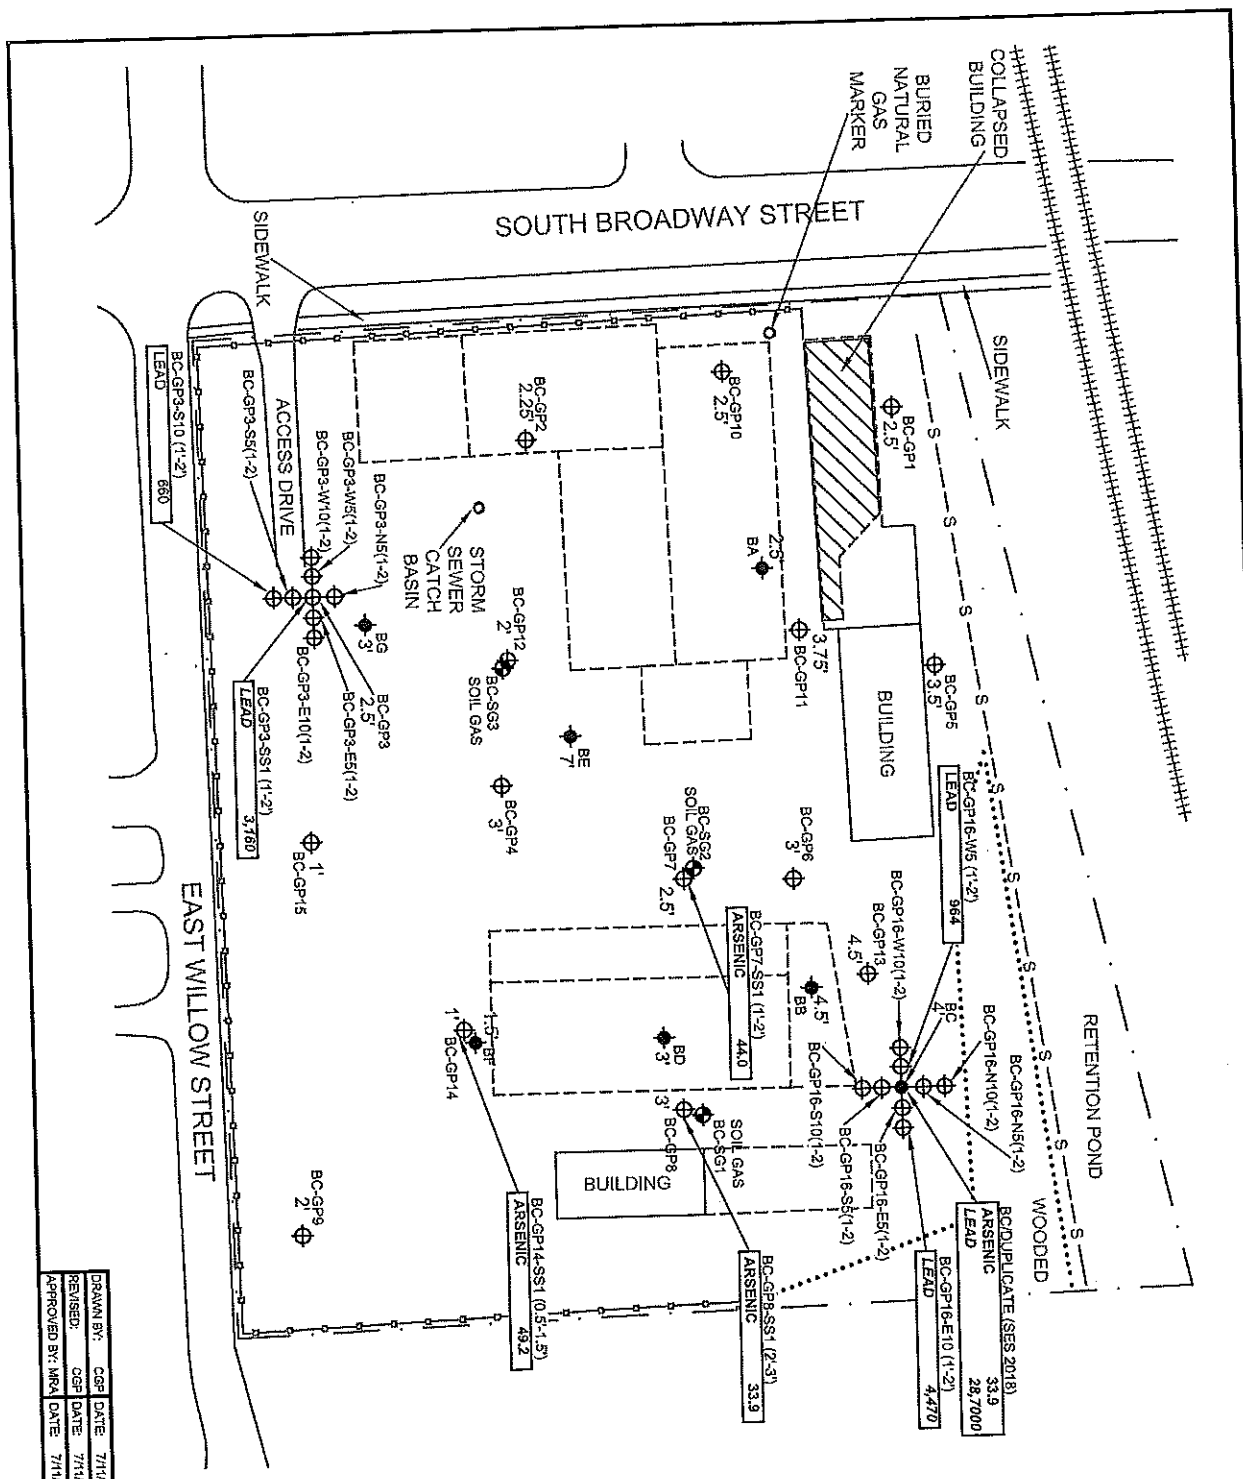 COLLAPSED
BUILDING
BURIED
NATURAL
GAS
MARKER
SOUTH BROADWAY STREET
SIDEWALK
SIDEWALK
BC-GP1
2.5'
BC-GP10
2.5'
BC-GP2
2.25'
2.5'
BA
3.75'
BC-GP11
BC-GP5
3.5'
BUILDING
S
S
S
S
S
S
S
RETENTION POND
WOODED
ACCESS DRIVE
BC-GP3-N5(1-2)
BC-GP3-W5(1-2)
BC-GP3-W10(1-2)
BC-GP3-S5(1-2)
BC-GP3-S10 (1'-2')
LEAD 660
STORM
SEWER
CATCH
BASIN
BG
3'
BC-GP12
2'
BC-SG3
SOIL GAS
BE
7'
BC-GP3
2.5'
BC-GP3-E5(1-2)
BC-GP3-E10(1-2)
BC-GP3-SS1 (1'-2')
LEAD 3,160
BC-GP4
3'
1'
BC-GP15
BC-SG2
SOIL GAS
BC-GP7
2.5'
BC-GP6
3'
BC-GP7-SS1 (1'-2')
ARSENIC 44.0
BC-GP16-W5 (1'-2')
LEAD 964
BC-GP16-W10(1-2)
BC-GP13
4.5'
4.5'
BB
BC
4'
BC-GP16-N5(1-2)
BC-GP16-N10(1-2)
BC-GP16-S10(1-2)
BC-GP16-S5(1-2)
BC-GP16-E5(1-2)
BD
3'
1.5'
BF
1'
BC-GP14
3'
BC-GP8
SOIL GAS
BC-SG1
BUILDING
BC/DUPLICATE (SES 2018)
ARSENIC 33.9
LEAD 28,7000
BC-GP16-E10 (1'-2')
LEAD 4,470
BC-GP8-SS1 (2'-3')
ARSENIC 33.9
BC-GP14-SS1 (0.5'-1.5')
ARSENIC 49.2
BC-GP9
2'
EAST WILLOW STREET
DRAWN BY: CGP DATE: 7/11/
REVISED: CGP DATE: 7/11/
APPROVED BY: MRA DATE: 7/11/